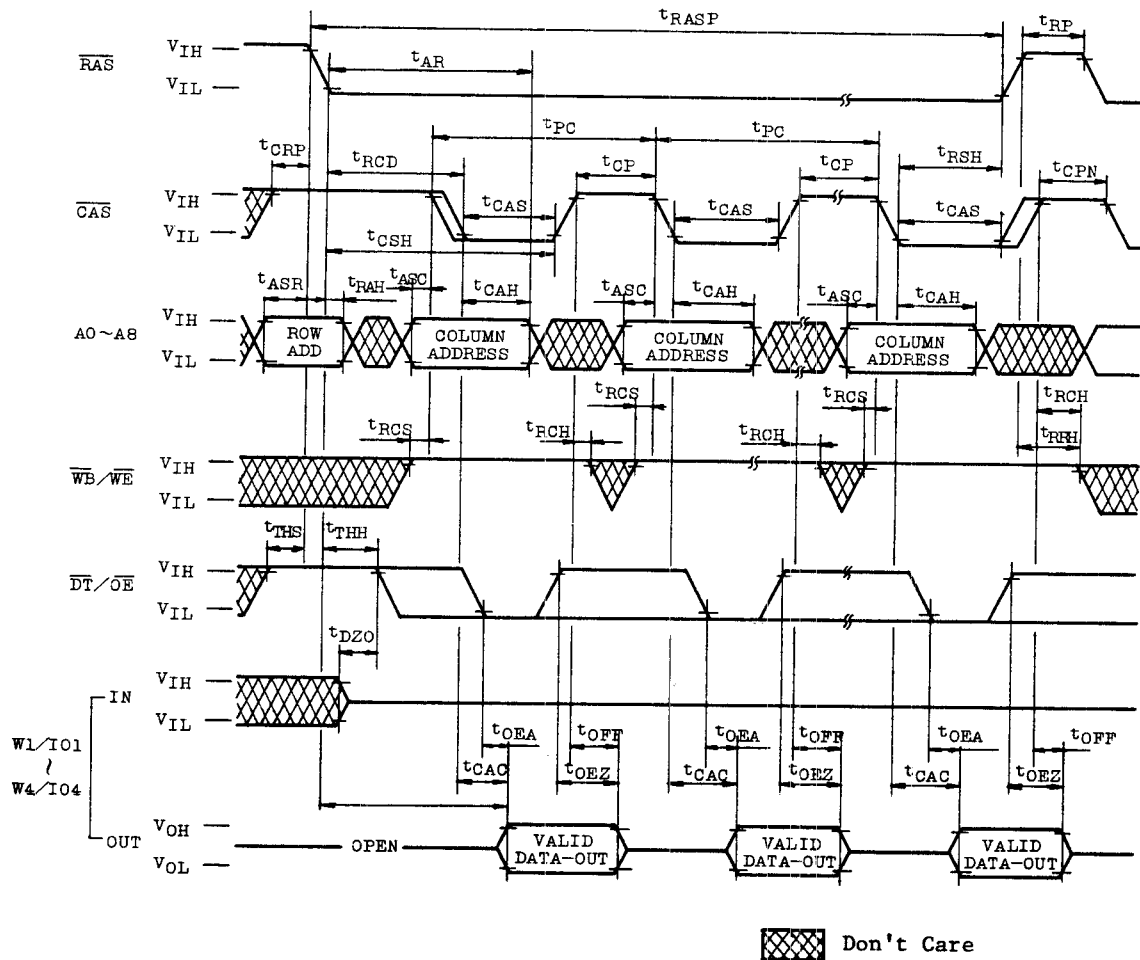 tRASP
tRP
RAS
VIH
VIL
tAR
tPC
tPC
tCRP
tRCD
tCP
tCP
tRSH
tCPN
CAS
VIH
VIL
tCAS
tCAS
tCAS
tCSH
tASR
tRAH
tASC
tCAH
tASC
tCAH
tASC
tCAH
A0~A8
VIH
VIL
ROW
ADD
COLUMN
ADDRESS
COLUMN
ADDRESS
COLUMN
ADDRESS
tRCS
tRCS
tRCH
tRCS
tRCH
tRCH
tRRH
WB/WE
VIH
VIL
tTHS
tTHH
DT/OE
VIH
VIL
tDZO
IN
VIH
VIL
W1/IO1
~
W4/IO4
tOEA
tOFF
tOEA
tOFF
tOEA
tOFF
tCAC
tOEZ
tCAC
tOEZ
tCAC
tOEZ
OUT
VOH
VOL
OPEN
VALID
DATA-OUT
VALID
DATA-OUT
VALID
DATA-OUT
Don't Care